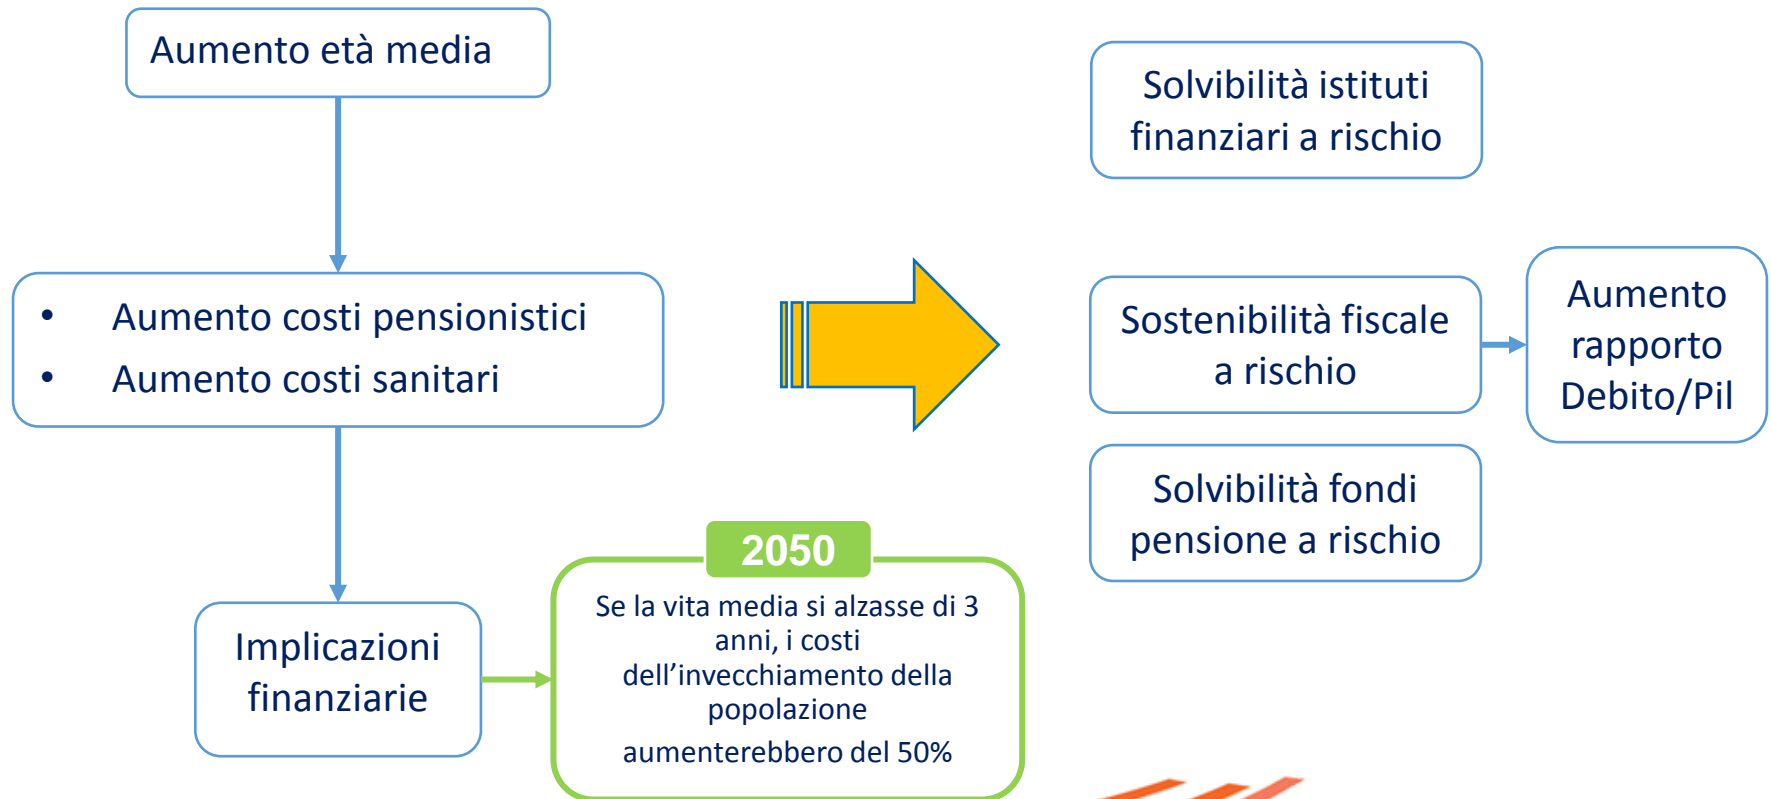 Aumento età media
• Aumento costi pensionistici
• Aumento costi sanitari
Implicazioni
finanziarie
2050
Se la vita media si alzasse di 3
anni, i costi
dell’invecchiamento della
popolazione
aumenterebbero del 50%
Solvibilità istituti
finanziari a rischio
Sostenibilità fiscale
a rischio
Aumento
rapporto
Debito/Pil
Solvibilità fondi
pensione a rischio